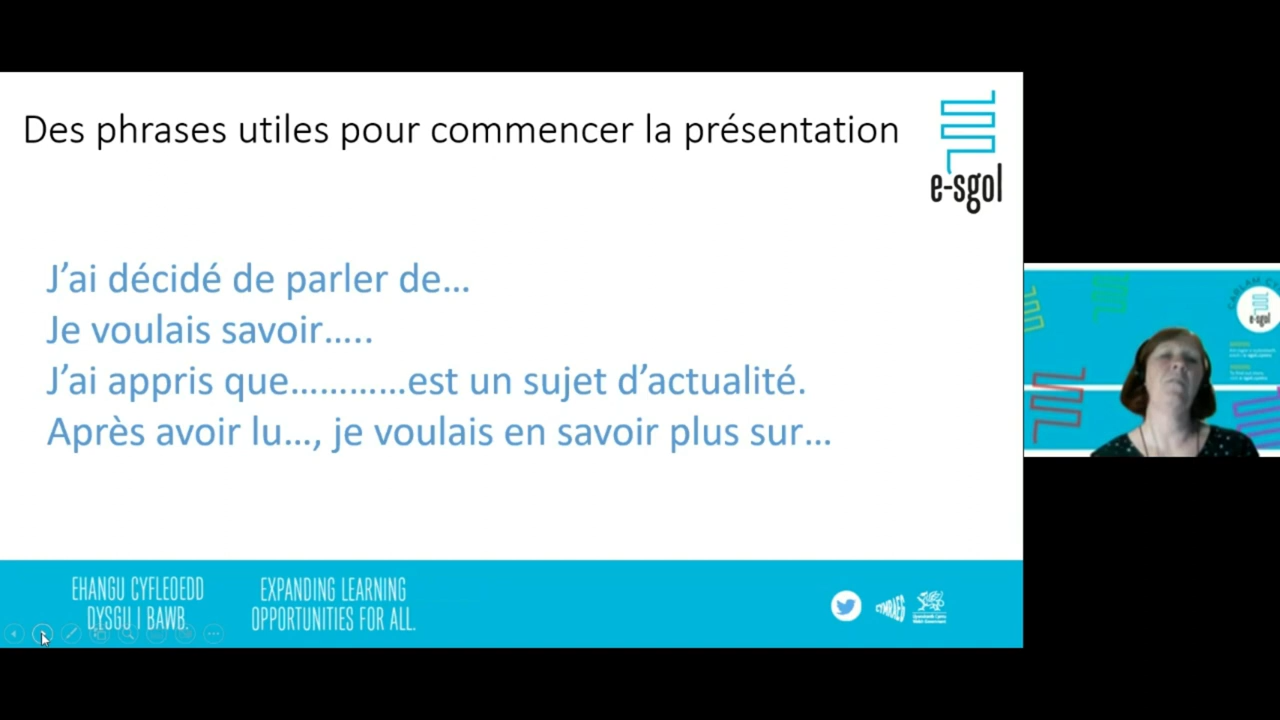 Des phrases utiles pour commencer la présentation
e-sgol
J'ai décidé de parler de...
Je voulais savoir.....
J'ai appris que............est un sujet d'actualité.
Après avoir lu..., je voulais en savoir plus sur...
EHANGU CYFLEOEDD
DYSGU I BAWB.
EXPANDING LEARNING
OPPORTUNITIES FOR ALL.
CYMRAEG
e-sgol